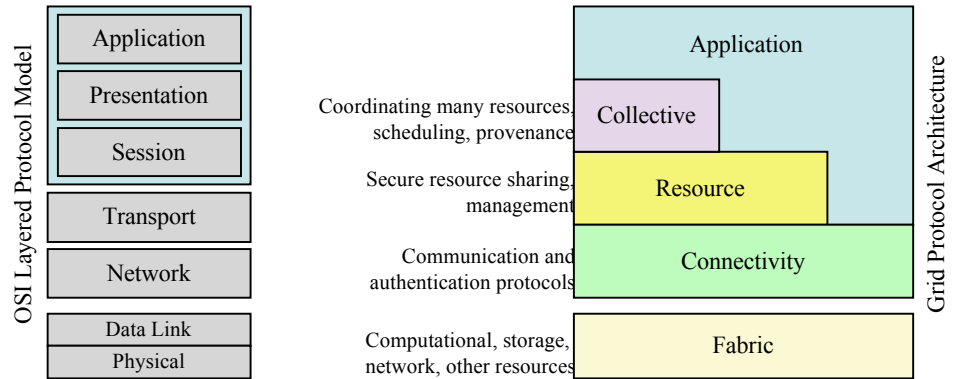 OSI Layered Protocol Model
Application
Presentation
Session
Transport
Network
Data Link
Physical
Coordinating many resources,
scheduling, provenance
Secure resource sharing,
management
Communication and
authentication protocols
Computational, storage,
network, other resources
Application
Collective
Resource
Connectivity
Fabric
Grid Protocol Architecture